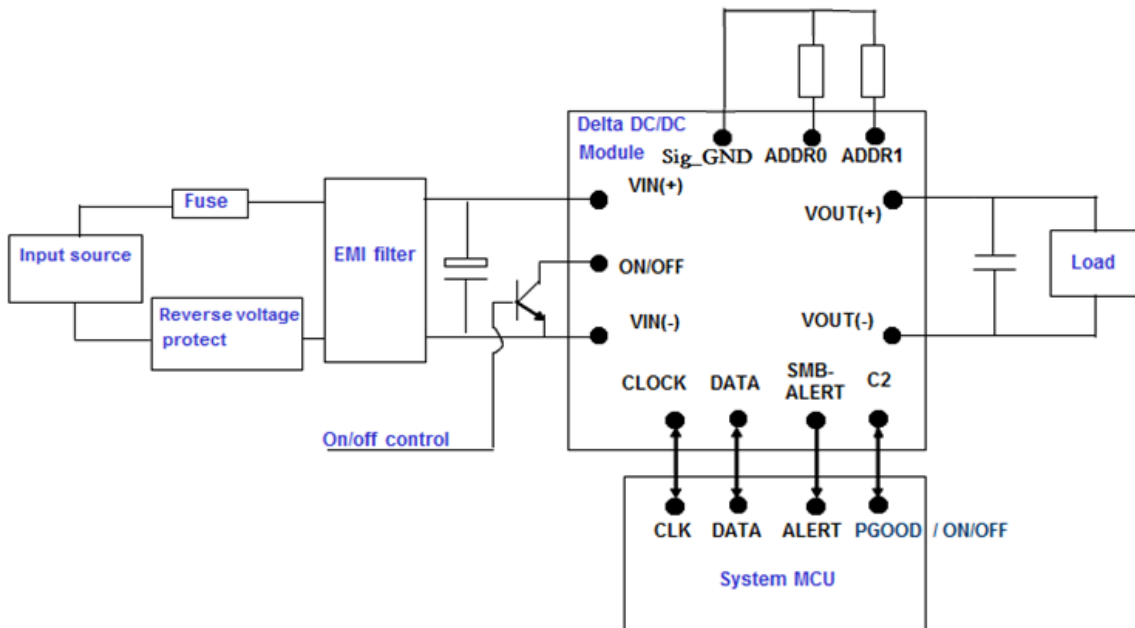 Delta DC/DC
Module
Sig_GND
ADDR0
ADDR1
VIN(+)
VOUT(+)
Fuse
Input source
EMI filter
ON/OFF
Load
Reverse voltage
protect
VIN(-)
VOUT(-)
CLOCK
DATA
SMB-
ALERT
C2
On/off control
CLK
DATA
ALERT
PGOOD / ON/OFF
System MCU